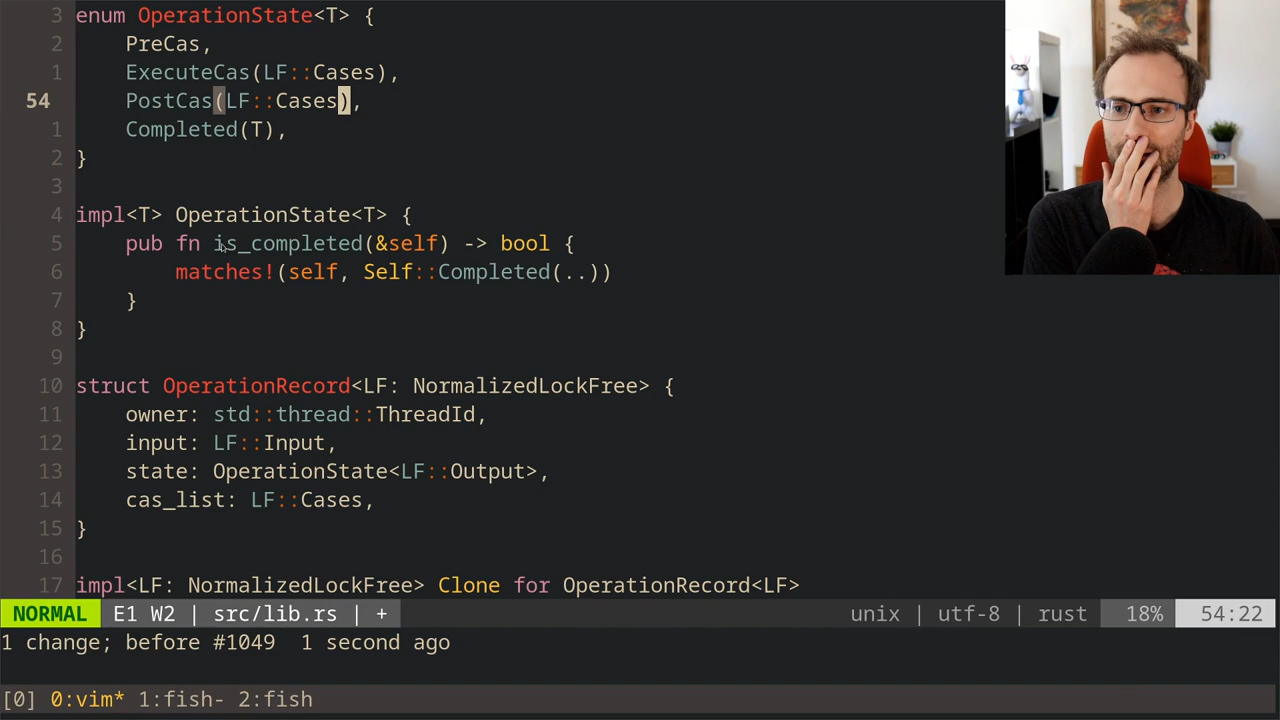 3 enum OperationState<T> {
2 PreCas,
1 ExecuteCas(LF::Cases),
54 PostCas(LF::Cases),
1 Completed(T),
2 }
3
4 impl<T> OperationState<T> {
5 pub fn is_completed(&self) -> bool {
6 matches!(self, Self::Completed(..))
7 }
8 }
9
10 struct OperationRecord<LF: NormalizedLockFree> {
11 owner: std::thread::ThreadId,
12 input: LF::Input,
13 state: OperationState<LF::Output>,
14 cas_list: LF::Cases,
15 }
16
17 impl<LF: NormalizedLockFree> Clone for OperationRecord<LF>
NORMAL E1 W2 | src/lib.rs | + unix | utf-8 | rust 18% 54:22
1 change; before #1049 1 second ago
[0] 0:vim* 1:fish- 2:fish